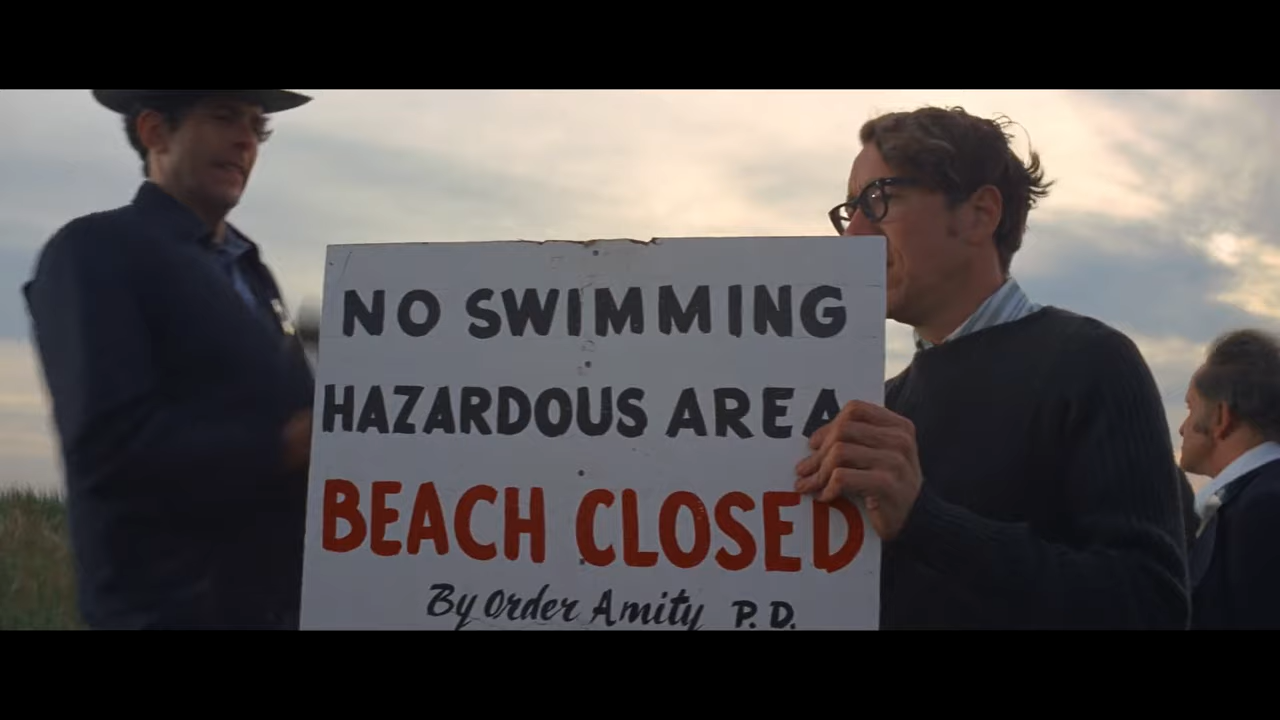 NO SWIMMING
HAZARDOUS AREA
BEACH CLOSED
By Order Amity P.D.